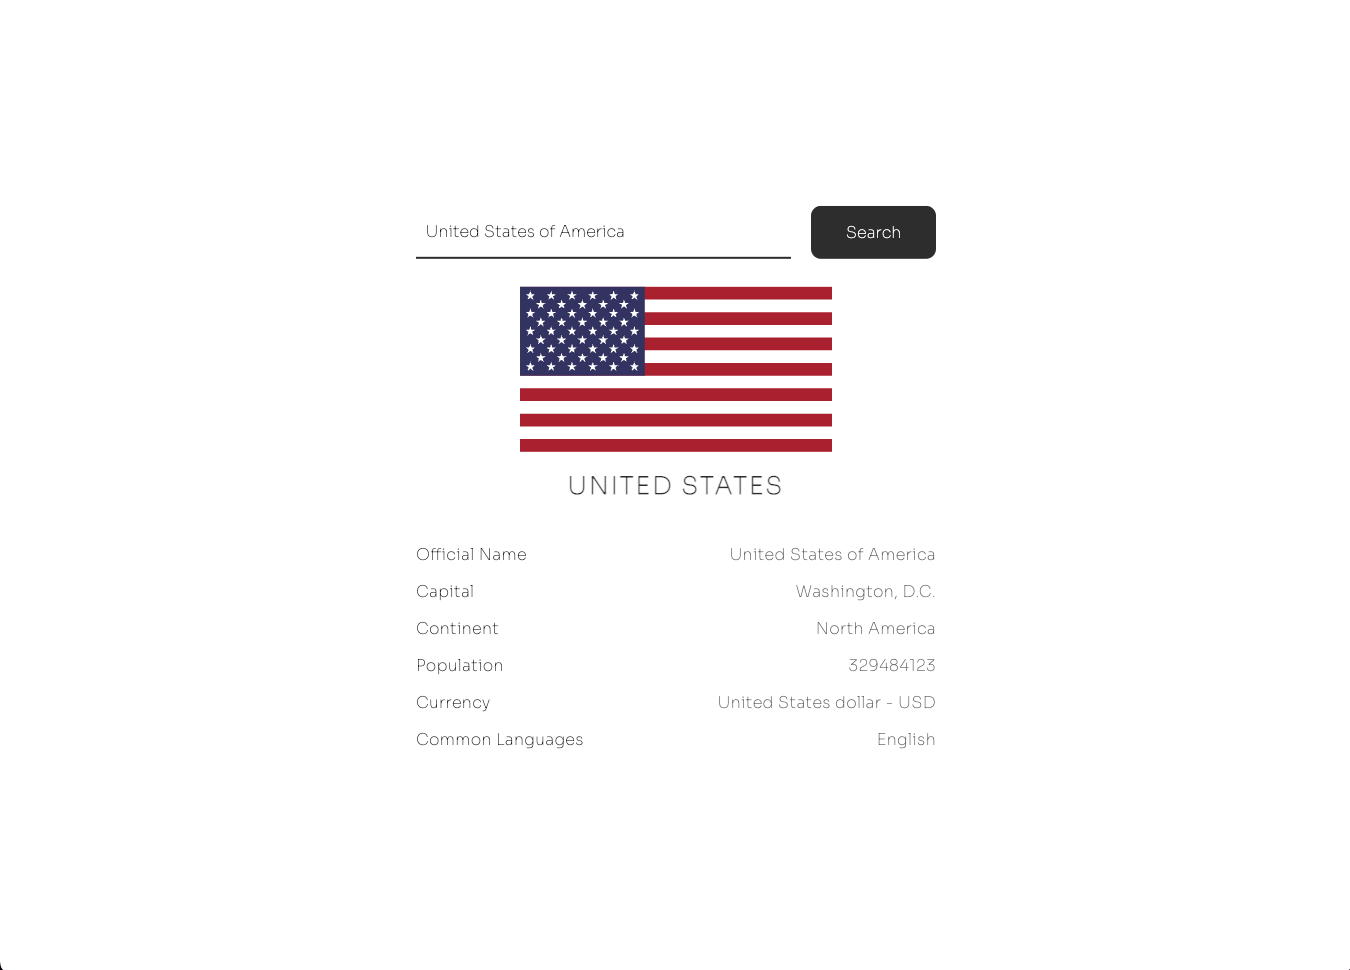 United States of America
Search
UNITED STATES
Official Name United States of America
Capital Washington, D.C.
Continent North America
Population 329484123
Currency United States dollar - USD
Common Languages English